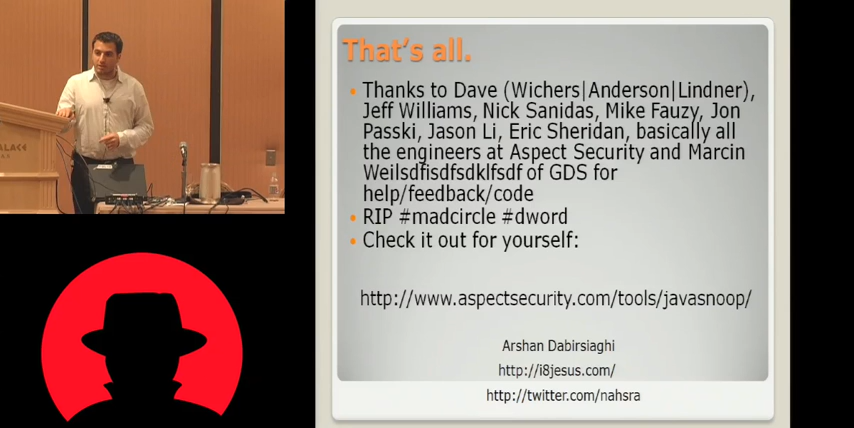 That's all.
Thanks to Dave (Wichers|Anderson|Lindner),
Jeff Williams, Nick Sanidas, Mike Fauzy, Jon
Passki, Jason Li, Eric Sheridan, basically all
the engineers at Aspect Security and Marcin
Weilsdfisdfsdklfsdf of GDS for
help/feedback/code
RIP #madcircle #dword
Check it out for yourself:
http://www.aspectsecurity.com/tools/javasnoop/
Arshan Dabirsiaghi
http://i8jesus.com/
http://twitter.com/nahsra